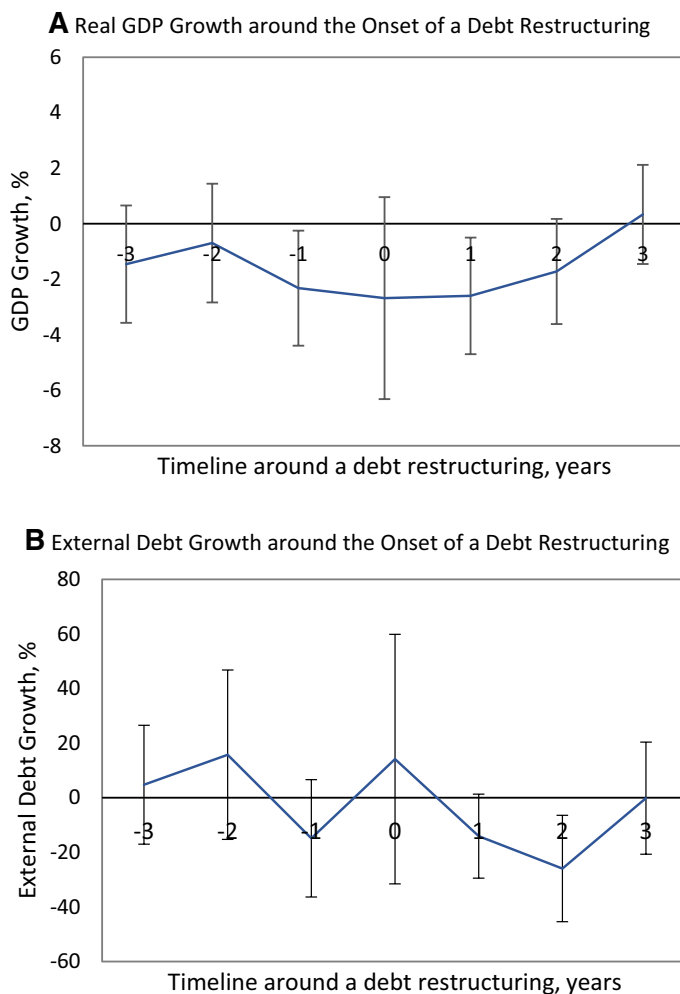 A Real GDP Growth around the Onset of a Debt Restructuring
6
4
2
0
-2
-4
-6
-8
GDP Growth, %
-3 -2 -1 0 1 2 3
Timeline around a debt restructuring, years
B External Debt Growth around the Onset of a Debt Restructuring
80
60
40
20
0
-20
-40
-60
External Debt Growth, %
-3 -2 -1 0 1 2 3
Timeline around a debt restructuring, years